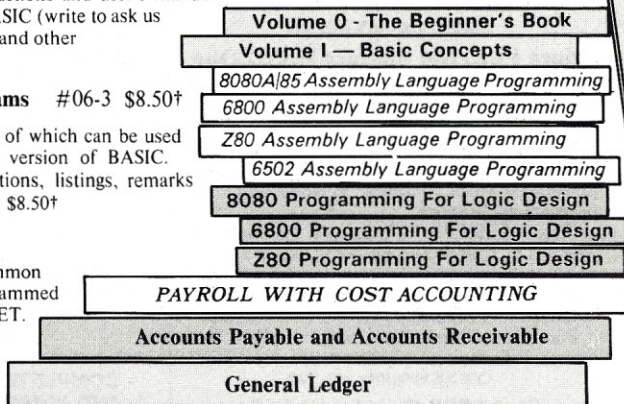 ASIC (write to ask us
and other
ams #06-3 $8.50†
of which can be used
version of BASIC.
tions, listings, remarks
$8.50†
nmon
ammed
ET.
Volume 0 - The Beginner's Book
Volume I — Basic Concepts
8080A/85 Assembly Language Programming
6800 Assembly Language Programming
Z80 Assembly Language Programming
6502 Assembly Language Programming
8080 Programming For Logic Design
6800 Programming For Logic Design
Z80 Programming For Logic Design
PAYROLL WITH COST ACCOUNTING
Accounts Payable and Accounts Receivable
General Ledger